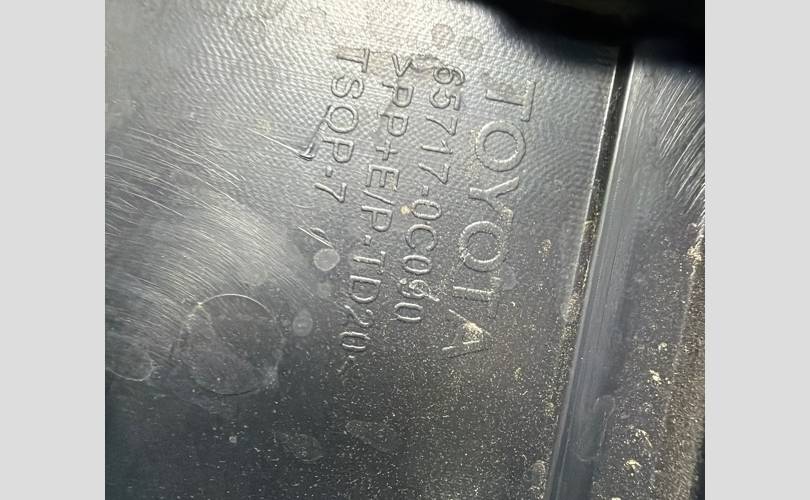 TOYOTA
65717-0C090
>PP+E/P-TD20<
TSOP-7